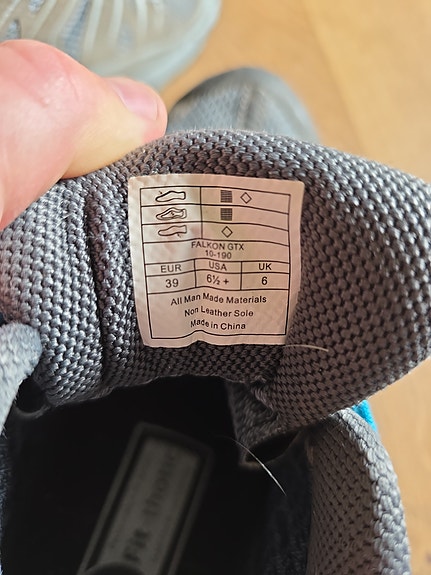 FALKON GTX
10-190
EUR USA UK
39 6½ + 6
All Man Made Materials
Non Leather Sole
Made in China
Fit